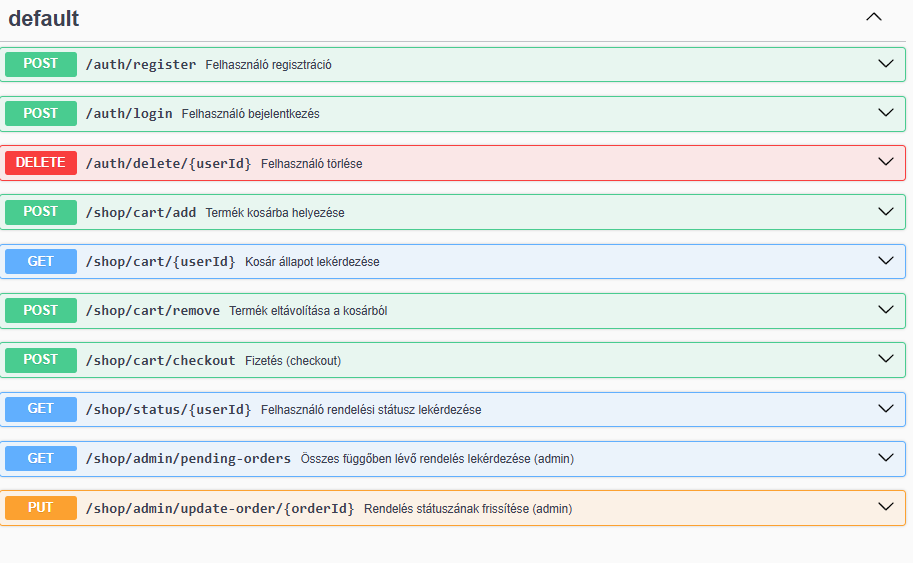 default
POST /auth/register Felhasználó regisztráció
POST /auth/login Felhasználó bejelentkezés
DELETE /auth/delete/{userId} Felhasználó törlése
POST /shop/cart/add Termék kosárba helyezése
GET /shop/cart/{userId} Kosár állapot lekérdezése
POST /shop/cart/remove Termék eltávolítása a kosárból
POST /shop/cart/checkout Fizetés (checkout)
GET /shop/status/{userId} Felhasználó rendelési státusz lekérdezése
GET /shop/admin/pending-orders Összes függőben lévő rendelés lekérdezése (admin)
PUT /shop/admin/update-order/{orderId} Rendelés státuszának frissítése (admin)